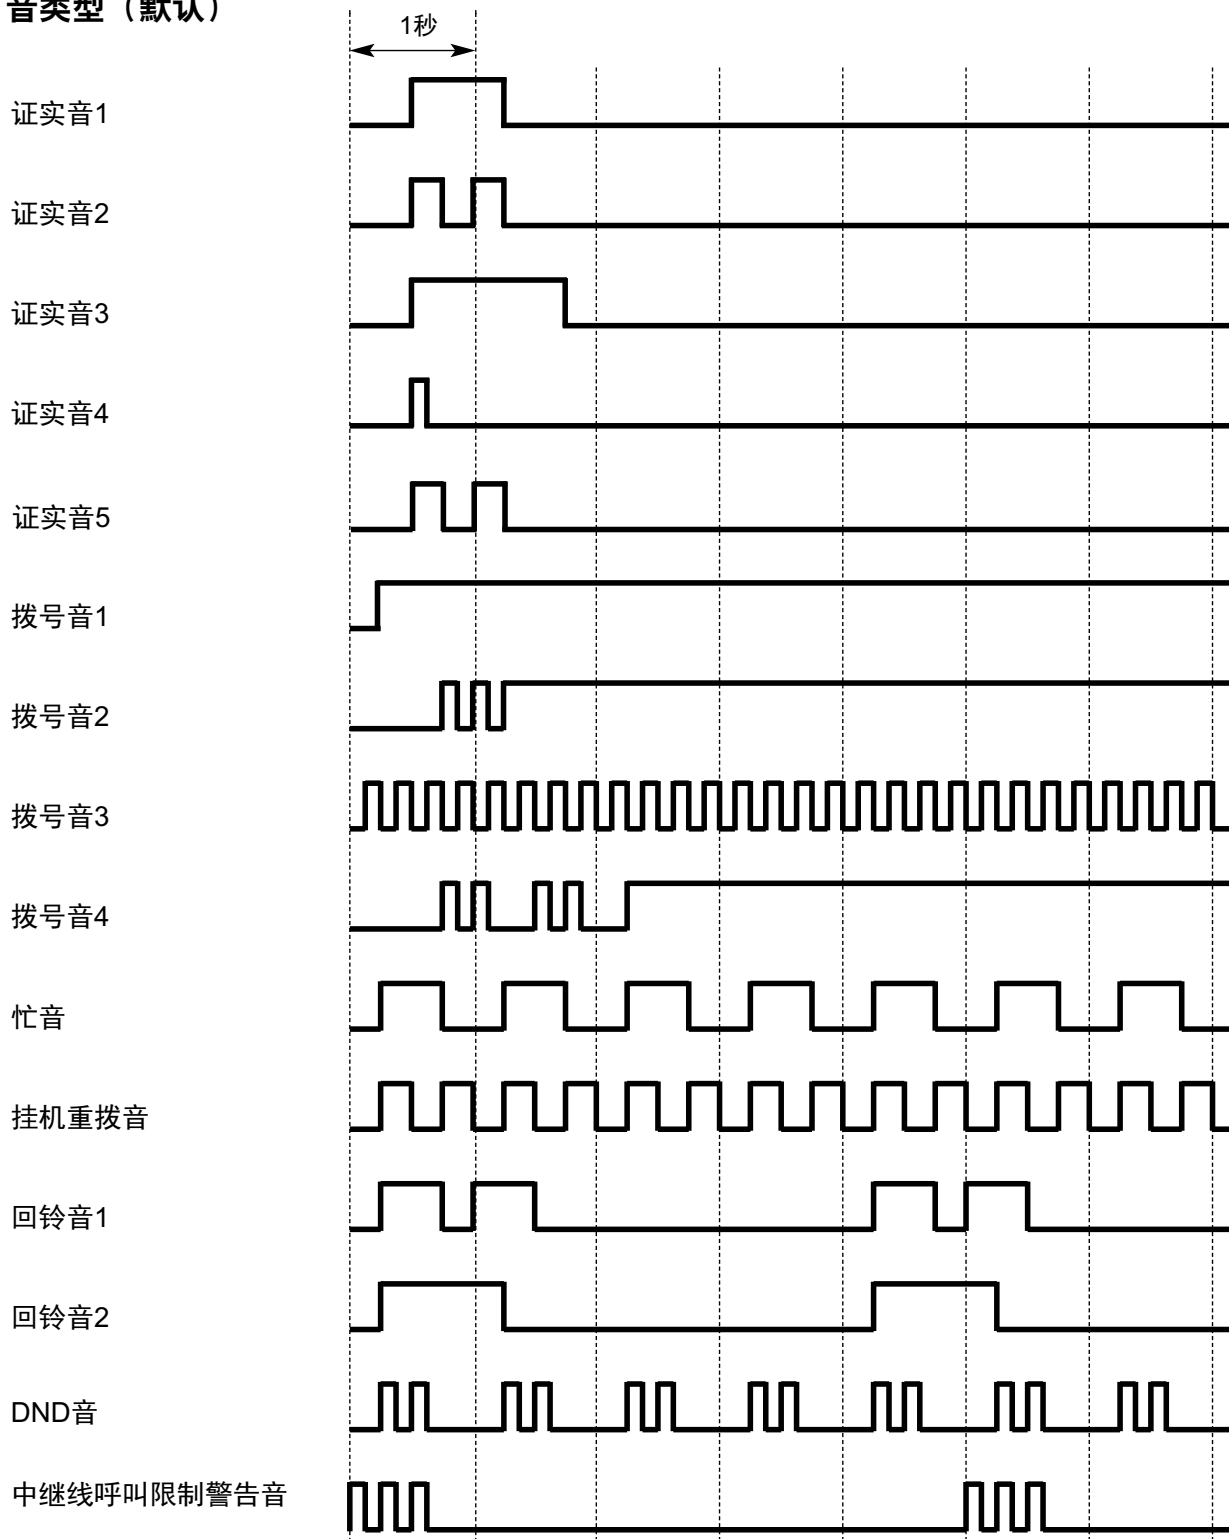 音类型（默认）
1秒
证实音1
证实音2
证实音3
证实音4
证实音5
拨号音1
拨号音2
拨号音3
拨号音4
忙音
挂机重拨音
回铃音1
回铃音2
DND音
中继线呼叫限制警告音